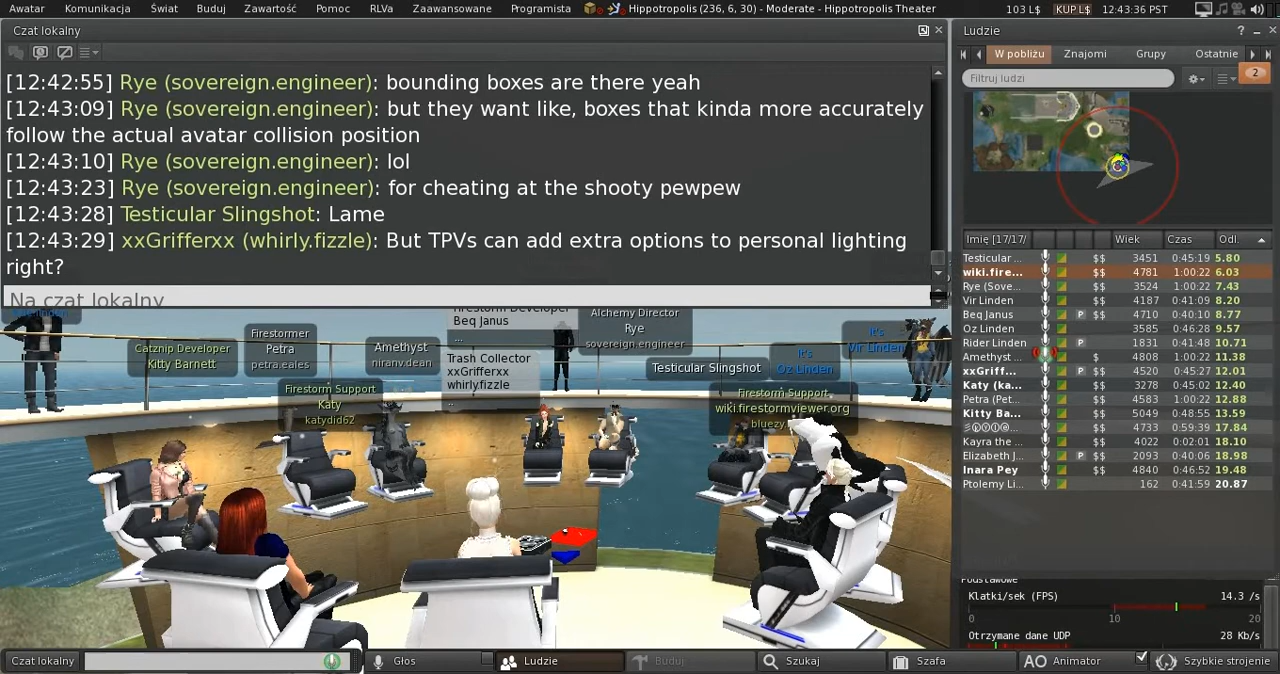 Awatar Komunikacja Świat Buduj Zawartość Pomoc RLVa Zaawansowane Programista Hippotropolis (236, 6, 30) - Moderate - Hippotropolis Theater 103 L$ KUP L$ 12:43:36 PST
Czat lokalny
[12:42:55] Rye (sovereign.engineer): bounding boxes are there yeah
[12:43:09] Rye (sovereign.engineer): but they want like, boxes that kinda more accurately
follow the actual avatar collision position
[12:43:10] Rye (sovereign.engineer): lol
[12:43:23] Rye (sovereign.engineer): for cheating at the shooty pewpew
[12:43:28] Testicular Slingshot: Lame
[12:43:29] xxGrifferxx (whirly.fizzle): But TPVs can add extra options to personal lighting
right?
Na czat lokalny
Firestorm Developer
Beq Janus
...
Alchemy Director
Rye
sovereign.engineer
It's
Vir Linden
Firestormer
Petra
petra.eales
Catznip Developer
Kitty Barnett
Amethyst
niranv.dean
Trash Collector
xxGrifferxx
whirly.fizzle
..
It's
Oz Linden
Testicular Slingshot
Firestorm Support
Katy
katydid62
Firestorm Support
wiki.firestormviewer.org
Ludzie
W pobliżu Znajomi Grupy Ostatnie
Filtruj ludzi
2
Imię [17/17/ Wiek Czas Odl.
Testicular ... $$ 3451 0:45:19 5.80
wiki.fire... $$ 4781 1:00:22 6.03
Rye (Sove... $$ 3524 1:00:22 7.43
Vir Linden $$ 4187 0:41:09 8.20
Beq Janus P $$ 4710 0:40:10 8.77
Oz Linden 3585 0:46:28 9.57
Rider Linden P 1831 0:41:48 10.71
Amethyst ... $ 4808 1:00:22 11.38
xxGriff... P $$ 4520 0:45:27 12.01
Katy (ka... $$ 3278 0:45:02 12.40
Petra (Pet... $$ 4583 1:00:22 12.88
Kitty Ba... $$ 5049 0:48:55 13.59
$$ 4733 0:59:39 17.84
Kayra the ... $$ 4022 0:02:01 18.10
Elizabeth J... P $$ 2093 0:40:06 18.98
Inara Pey $$ 4840 0:46:52 19.48
Ptolemy Li... 162 0:41:59 20.87
Podstawowe
Klatki/sek (FPS) 14.3 /s
0 10 20
Otrzymane dane UDP 28 Kb/s
Czat lokalny Głos Ludzie Buduj Szukaj Szafa AO Animator Szybkie strojenie